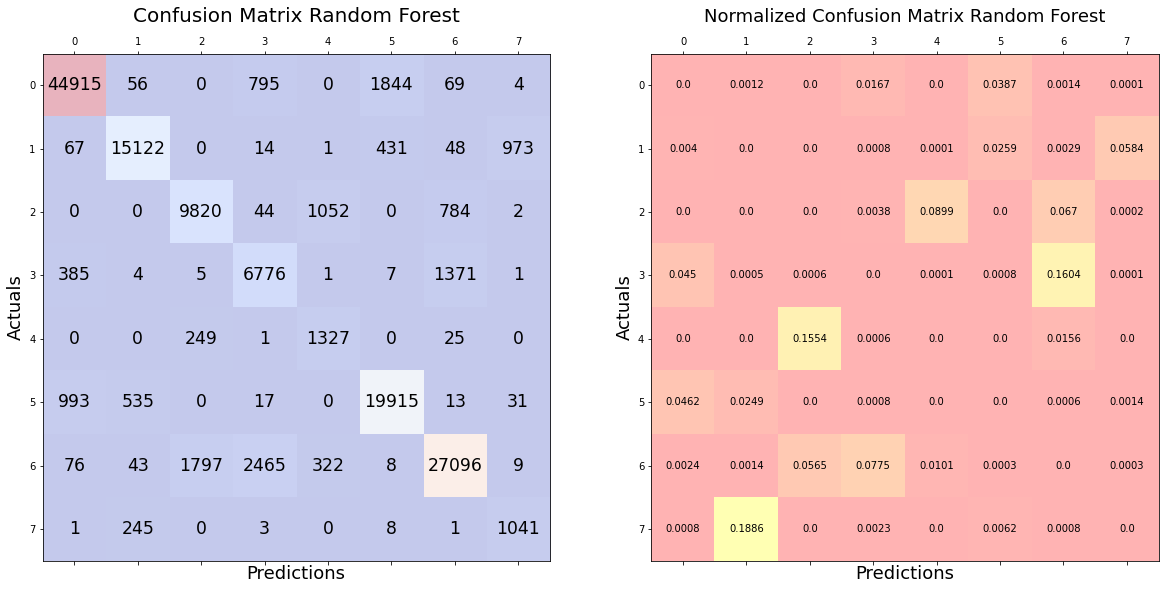 Confusion Matrix Random Forest
0 1 2 3 4 5 6 7
0 44915 56 0 795 0 1844 69 4
1 67 15122 0 14 1 431 48 973
2 0 0 9820 44 1052 0 784 2
3 385 4 5 6776 1 7 1371 1
4 0 0 249 1 1327 0 25 0
5 993 535 0 17 0 19915 13 31
6 76 43 1797 2465 322 8 27096 9
7 1 245 0 3 0 8 1 1041
Actuals
Predictions
Normalized Confusion Matrix Random Forest
0 1 2 3 4 5 6 7
0 0.0 0.0012 0.0 0.0167 0.0 0.0387 0.0014 0.0001
1 0.004 0.0 0.0 0.0008 0.0001 0.0259 0.0029 0.0584
2 0.0 0.0 0.0 0.0038 0.0899 0.0 0.067 0.0002
3 0.045 0.0005 0.0006 0.0 0.0001 0.0008 0.1604 0.0001
4 0.0 0.0 0.1554 0.0006 0.0 0.0 0.0156 0.0
5 0.0462 0.0249 0.0 0.0008 0.0 0.0 0.0006 0.0014
6 0.0024 0.0014 0.0565 0.0775 0.0101 0.0003 0.0 0.0003
7 0.0008 0.1886 0.0 0.0023 0.0 0.0062 0.0008 0.0
Actuals
Predictions